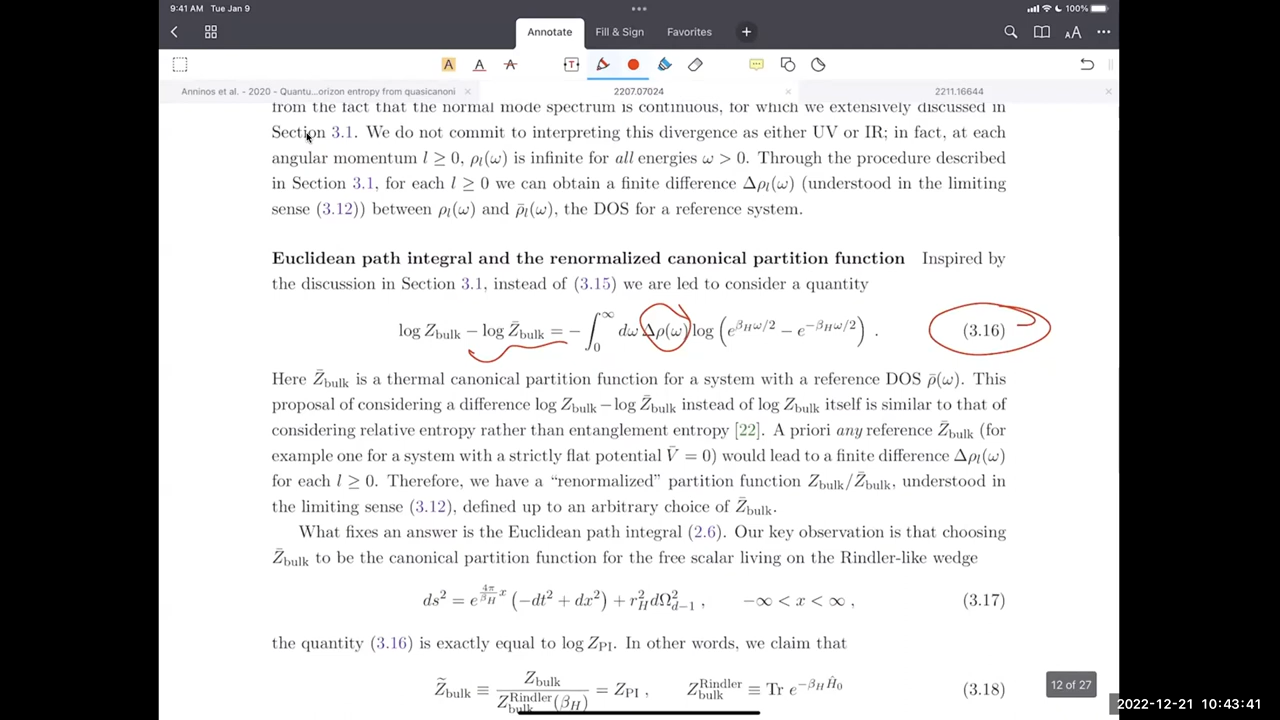 9:41 AM Tue Jan 9
100%
Annotate
Fill & Sign
Favorites
Anninos et al. - 2020 - Quantu...orizon entropy from quasicanoni
2207.07024
2211.16644
from the fact that the normal mode spectrum is continuous, for which we extensively discussed in
Section 3.1. We do not commit to interpreting this divergence as either UV or IR; in fact, at each
angular momentum l ≥ 0, ρ_l(ω) is infinite for all energies ω > 0. Through the procedure described
in Section 3.1, for each l ≥ 0 we can obtain a finite difference Δρ_l(ω) (understood in the limiting
sense (3.12)) between ρ_l(ω) and ρ̄_l(ω), the DOS for a reference system.
Euclidean path integral and the renormalized canonical partition function Inspired by
the discussion in Section 3.1, instead of (3.15) we are led to consider a quantity
log Z_bulk − log Z̄_bulk = − ∫_0^∞ dω Δρ(ω) log (e^{β_H ω/2} − e^{−β_H ω/2}) . (3.16)
Here Z̄_bulk is a thermal canonical partition function for a system with a reference DOS ρ̄(ω). This
proposal of considering a difference log Z_bulk − log Z̄_bulk instead of log Z_bulk itself is similar to that of
considering relative entropy rather than entanglement entropy [22]. A priori any reference Z̄_bulk (for
example one for a system with a strictly flat potential V̄ = 0) would lead to a finite difference Δρ_l(ω)
for each l ≥ 0. Therefore, we have a “renormalized” partition function Z_bulk/Z̄_bulk, understood in
the limiting sense (3.12), defined up to an arbitrary choice of Z̄_bulk.
What fixes an answer is the Euclidean path integral (2.6). Our key observation is that choosing
Z̄_bulk to be the canonical partition function for the free scalar living on the Rindler-like wedge
ds² = e^{(4π/β_H) x} (−dt² + dx²) + r_H² dΩ²_{d−1} , −∞ < x < ∞ , (3.17)
the quantity (3.16) is exactly equal to log Z_PI. In other words, we claim that
Z̃_bulk ≡ Z_bulk / Z_bulk^Rindler(β_H) = Z_PI , Z_bulk^Rindler ≡ Tr e^{−β_H Ĥ_0} (3.18)
12 of 27
2022-12-21 10:43:41